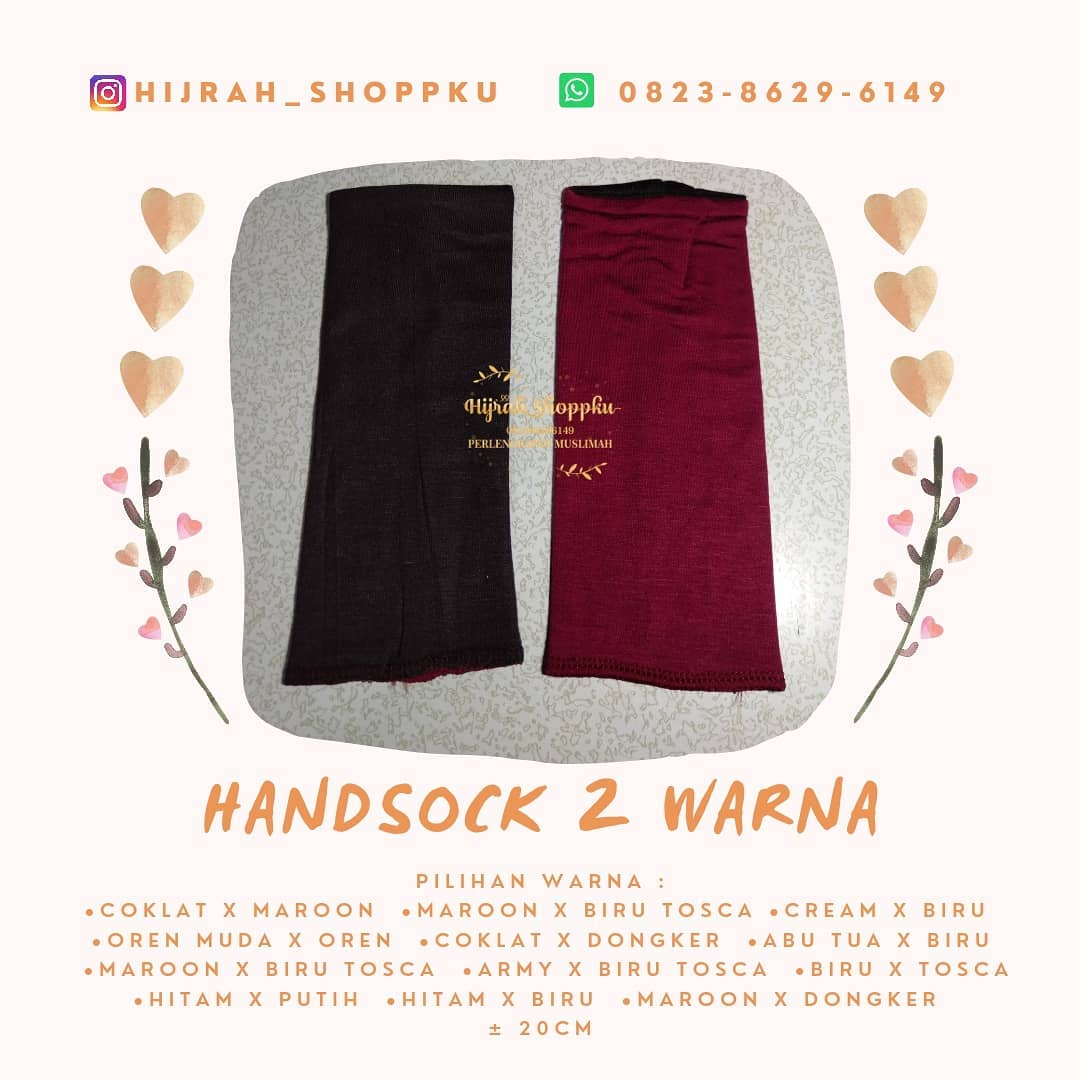 HIJRAH_SHOPPKU 0823-8629-6149
Hijrah Shoppku
MUSLIMAH
HANDSOCK 2 WARNA
PILIHAN WARNA :
•COKLAT X MAROON •MAROON X BIRU TOSCA •CREAM X BIRU
•OREN MUDA X OREN •COKLAT X DONGKER •ABU TUA X BIRU
•MAROON X BIRU TOSCA •ARMY X BIRU TOSCA •BIRU X TOSCA
•HITAM X PUTIH •HITAM X BIRU •MAROON X DONGKER
± 20CM